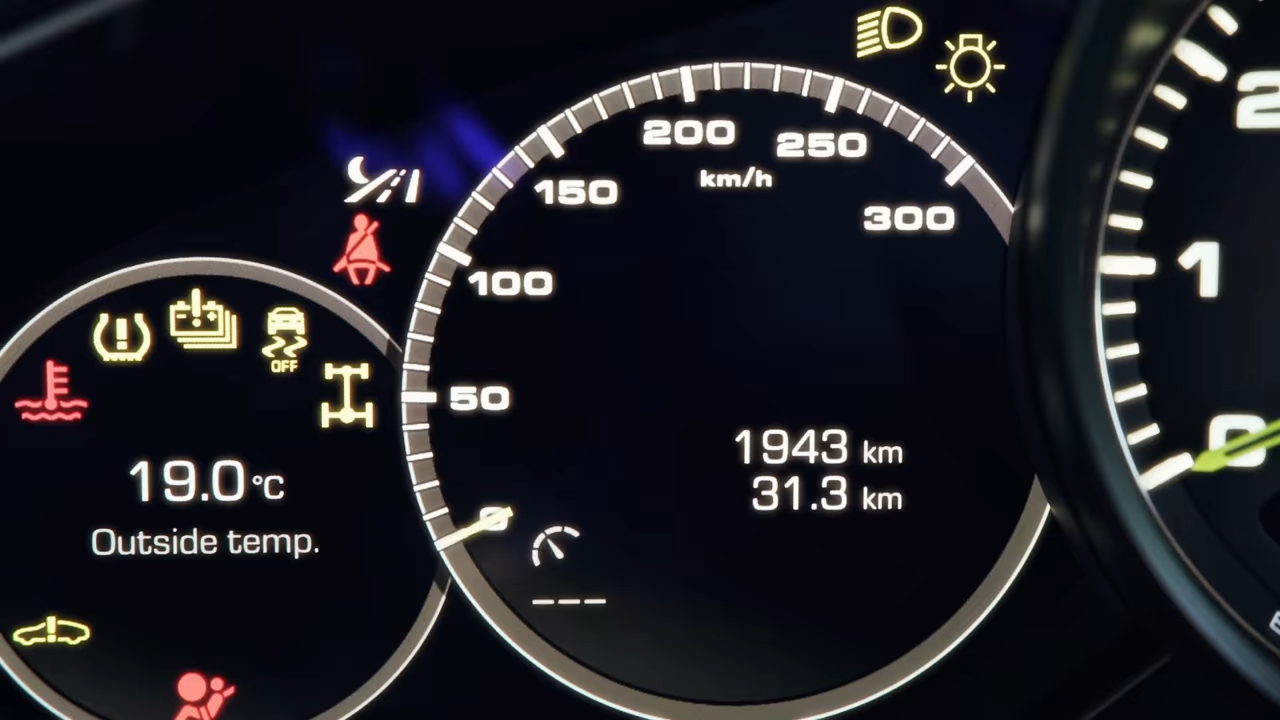 200
250
km/h
150
300
100
50
0
1943 km
31.3 km
---
OFF
19.0 °C
Outside temp.
2
1
0